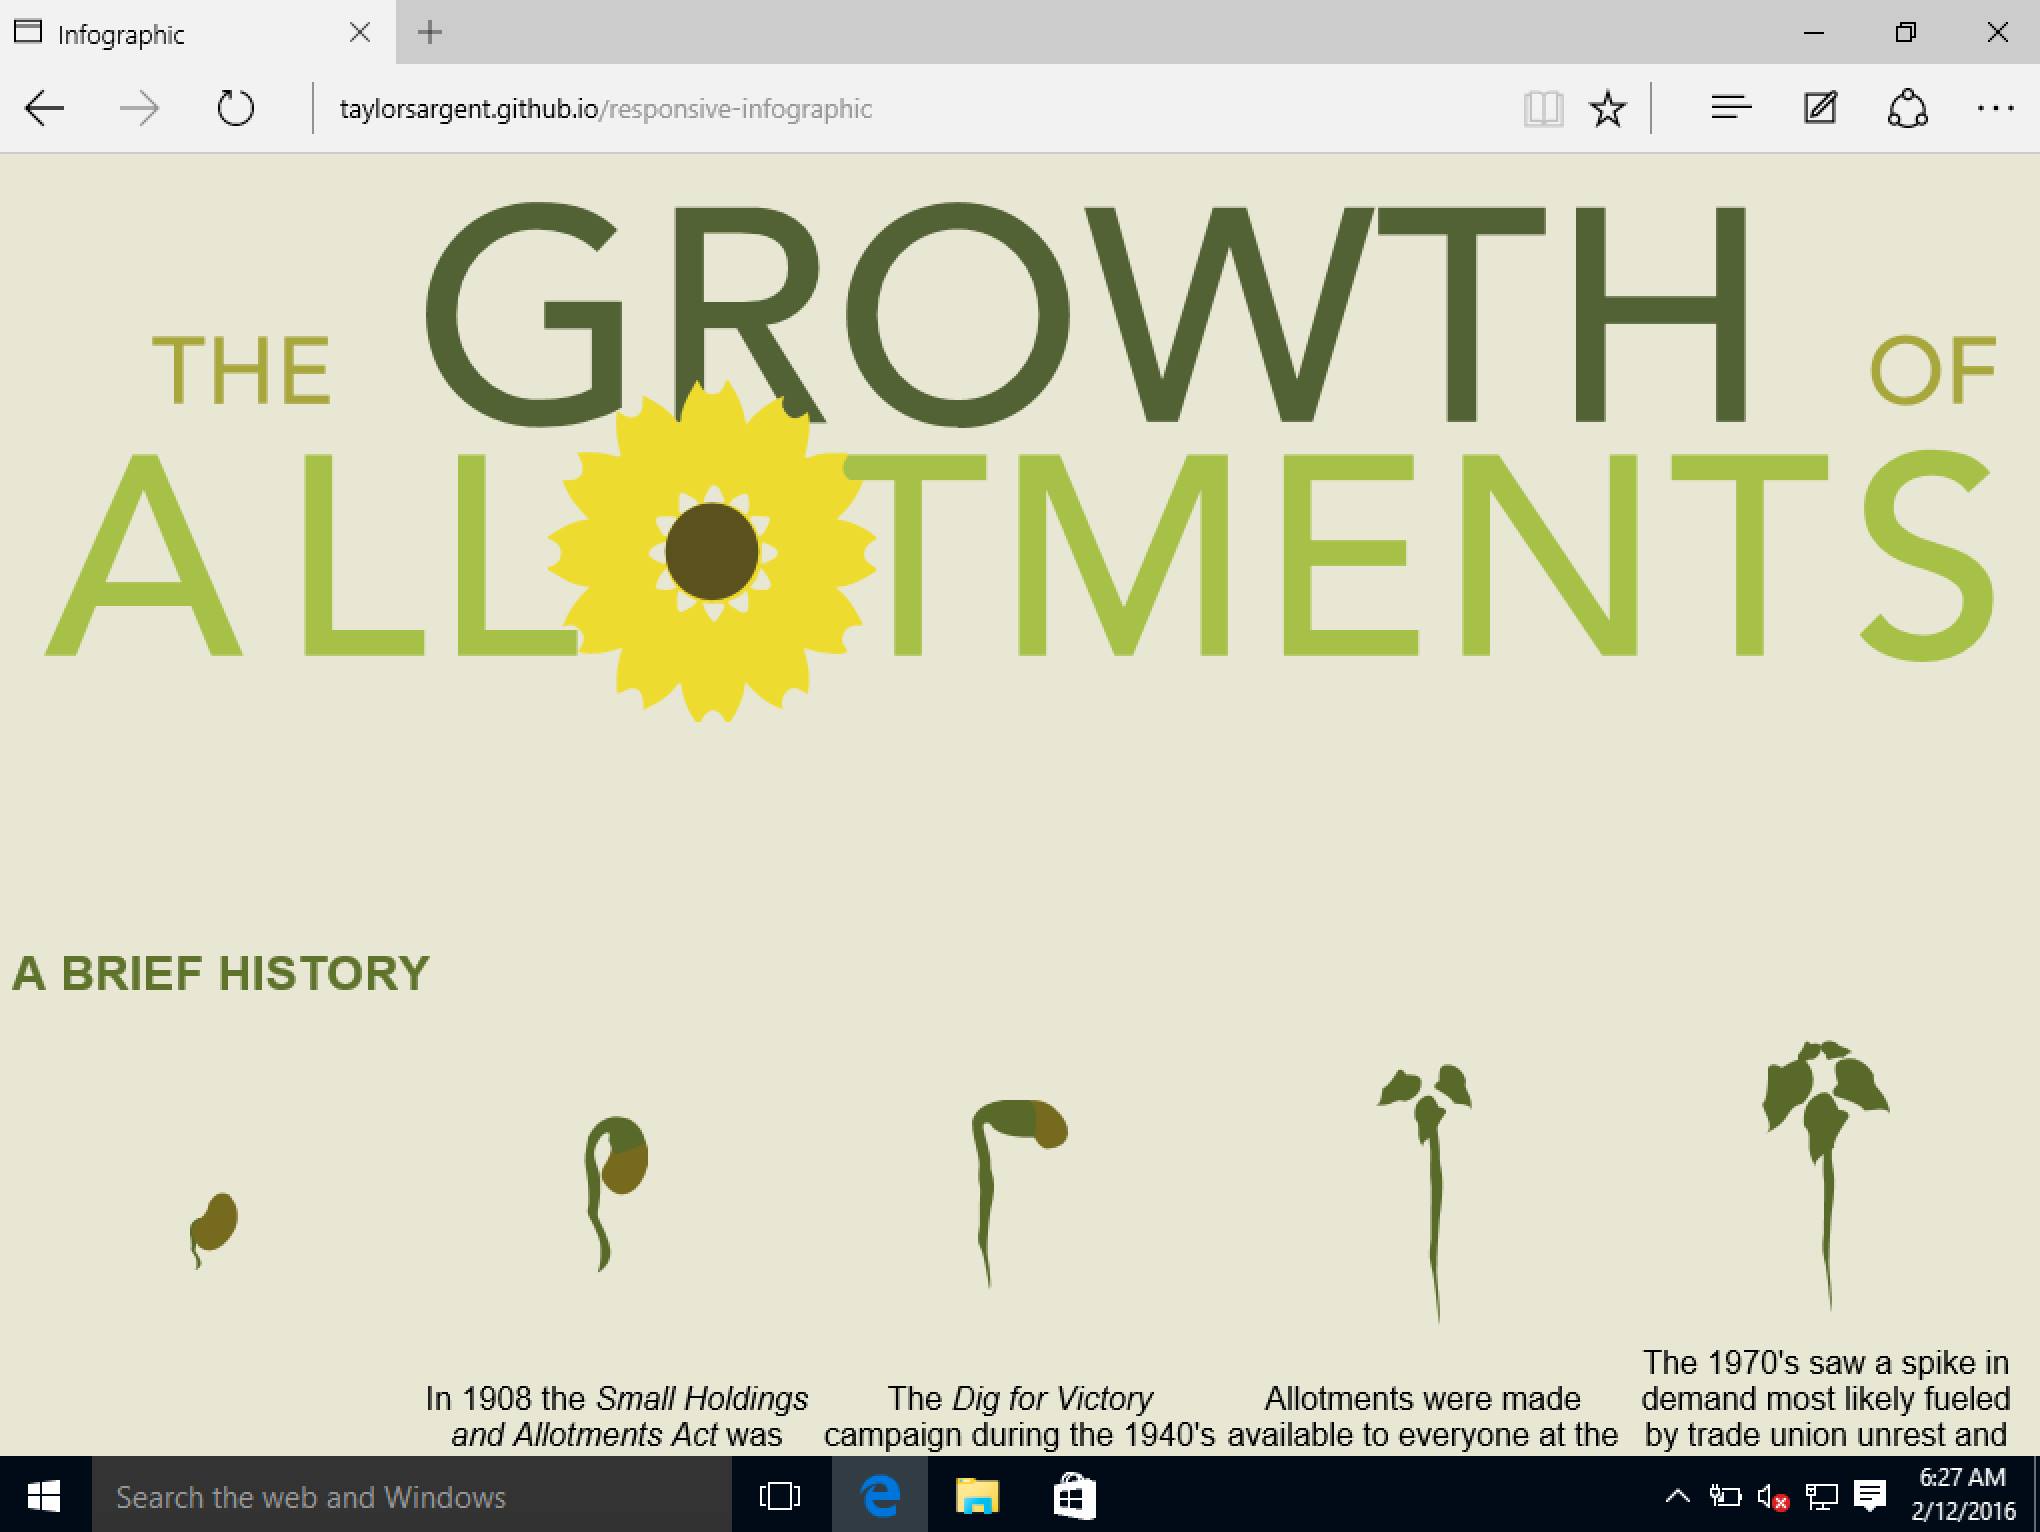 Infographic
taylorsargent.github.io/responsive-infographic
THE GROWTH OF
ALLOTMENTS
A BRIEF HISTORY
In 1908 the Small Holdings
and Allotments Act was
The Dig for Victory
campaign during the 1940's
Allotments were made
available to everyone at the
The 1970's saw a spike in
demand most likely fueled
by trade union unrest and
Search the web and Windows
6:27 AM
2/12/2016